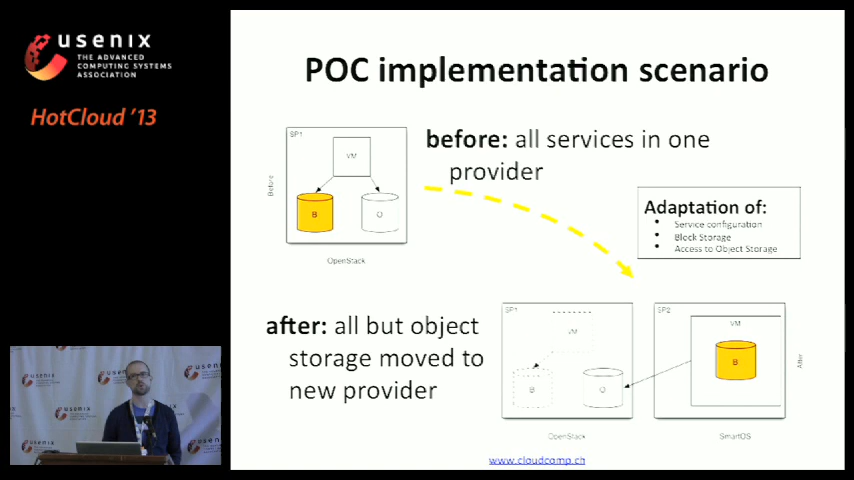 usenix
THE ADVANCED
COMPUTING SYSTEMS
ASSOCIATION
HotCloud '13
POC implementation scenario
before: all services in one
provider
SP1
VM
B
O
Before
OpenStack
Adaptation of:
• Service configuration
• Block Storage
• Access to Object Storage
after: all but object
storage moved to
new provider
SP1
VM
B
O
OpenStack
SP2
VM
B
After
SmartOS
www.cloudcamp.ch
usenix